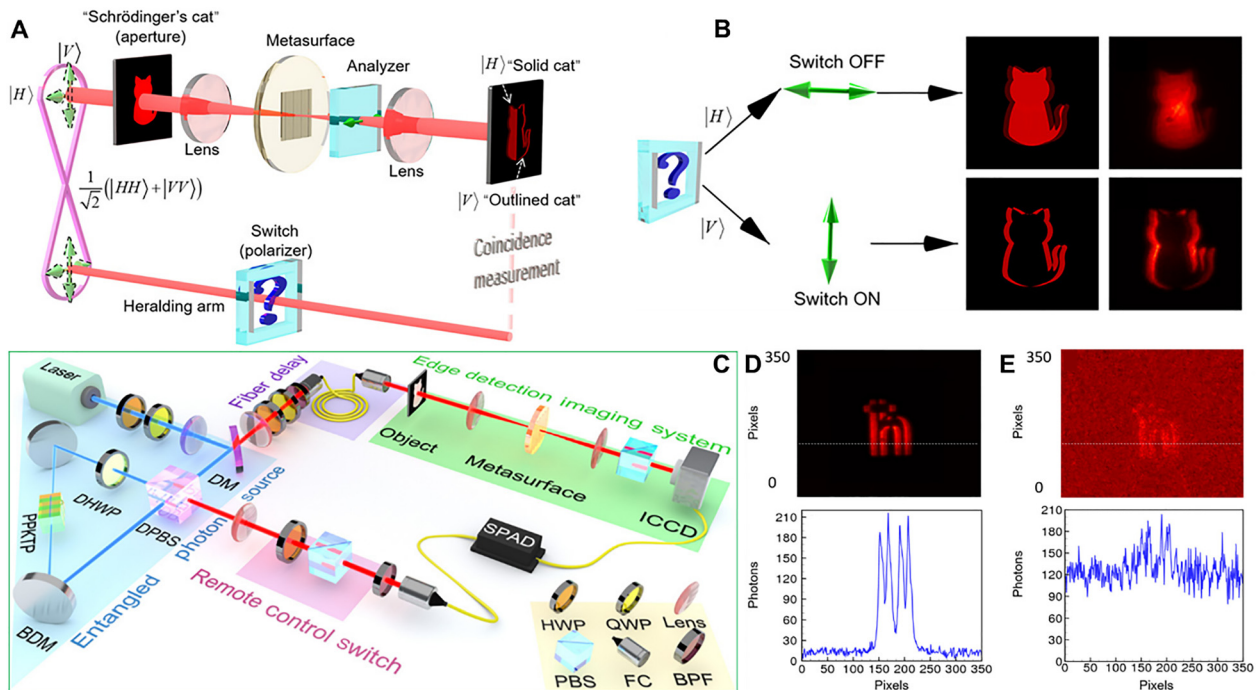 A
"Schrödinger's cat"
(aperture)
|V⟩
|H⟩
Metasurface
Analyzer
|H⟩ "Solid cat"
Lens
Lens
1/√2 (|HH⟩+|VV⟩)
|V⟩ "Outlined cat"
Switch
(polarizer)
?
Coincidence
measurement
Heralding arm
B
Switch OFF
|H⟩
?
|V⟩
Switch ON
C
Laser
Fiber delay
Edge detection imaging system
Object
Metasurface
ICCD
DM
DHWP
DPBS
PPKTP
BDM
Entangled photon source
Remote control switch
SPAD
HWP
QWP
Lens
PBS
FC
BPF
D
350
Pixels
0
210
180
150
120
90
60
30
0
Photons
0 50 100 150 200 250 300 350
Pixels
E
350
Pixels
0
210
180
150
120
90
60
30
0
Photons
0 50 100 150 200 250 300 350
Pixels